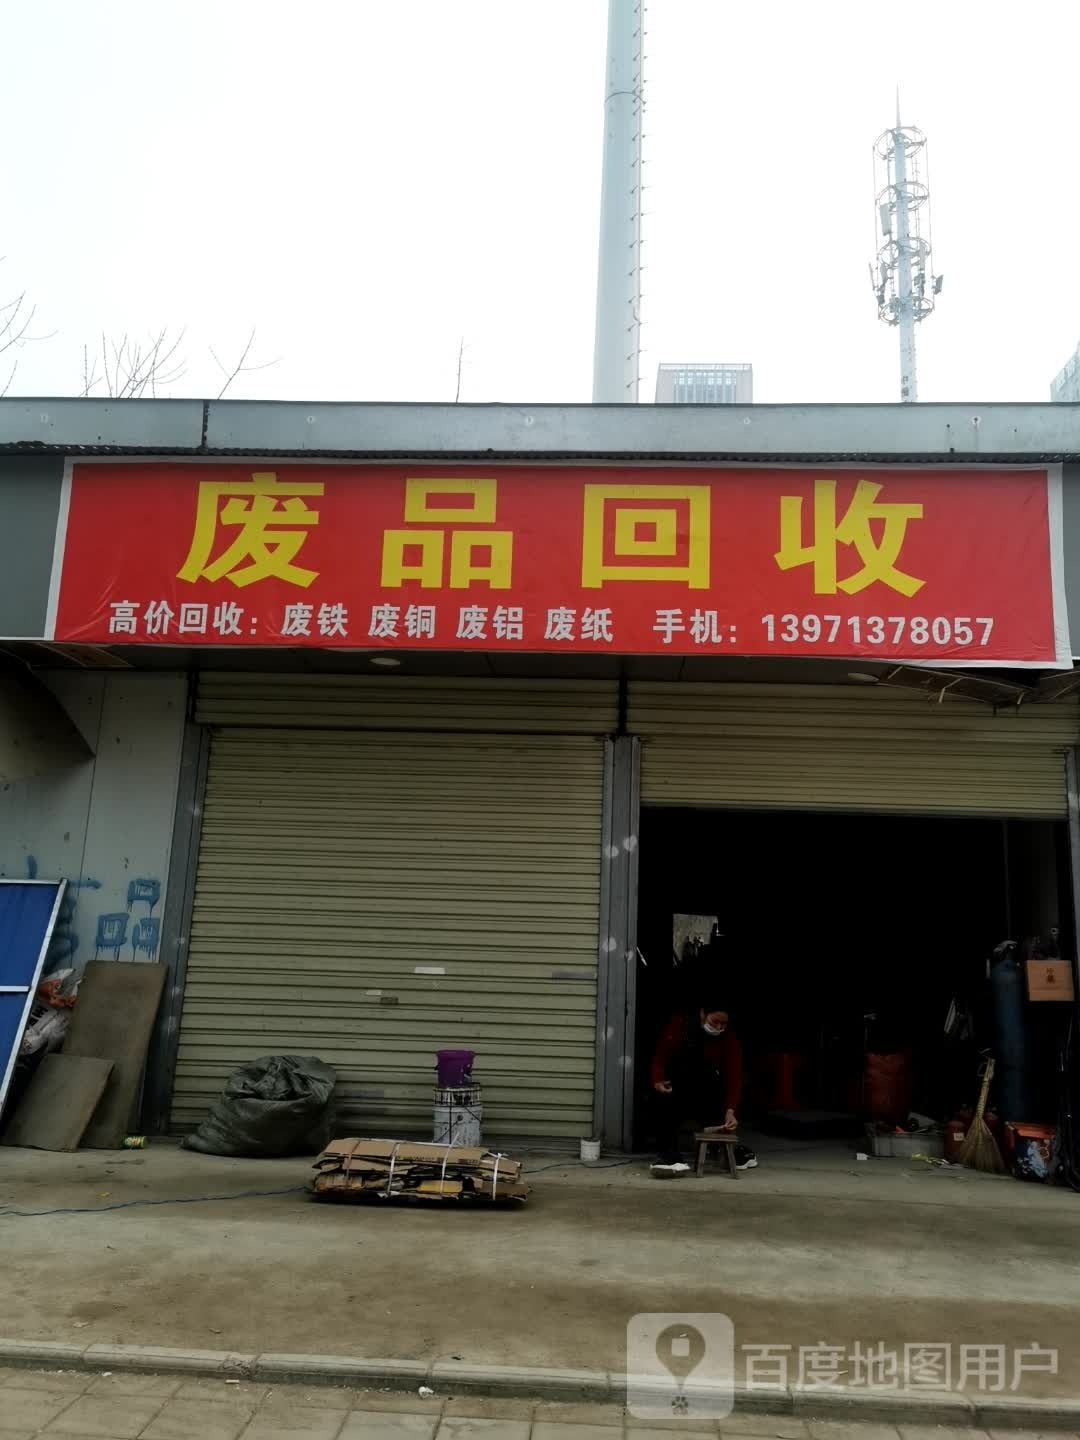 废品回收
高价回收：废铁 废铜 废铝 废纸 手机：13971378057
百度地图用户